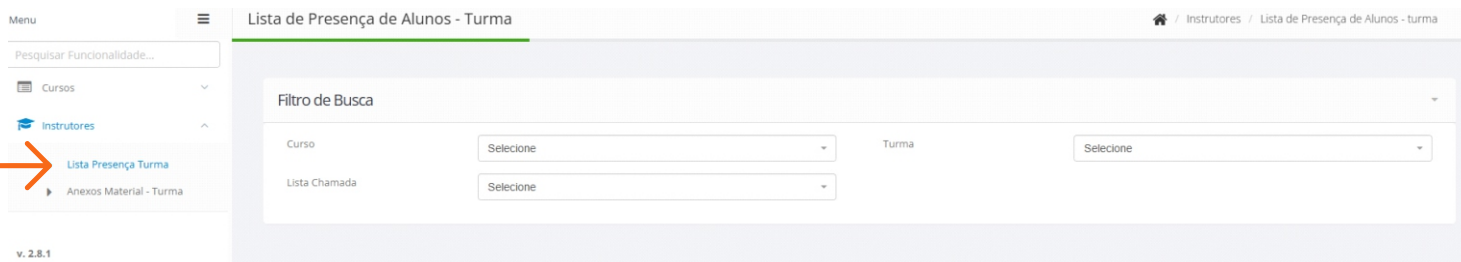 Menu
Lista de Presença de Alunos - Turma
/ Instrutores / Lista de Presença de Alunos - turma
Pesquisar Funcionalidade...
Cursos
Instrutores
Lista Presença Turma
Anexos Material - Turma
v. 2.8.1
Filtro de Busca
Curso
Selecione
Turma
Selecione
Lista Chamada
Selecione